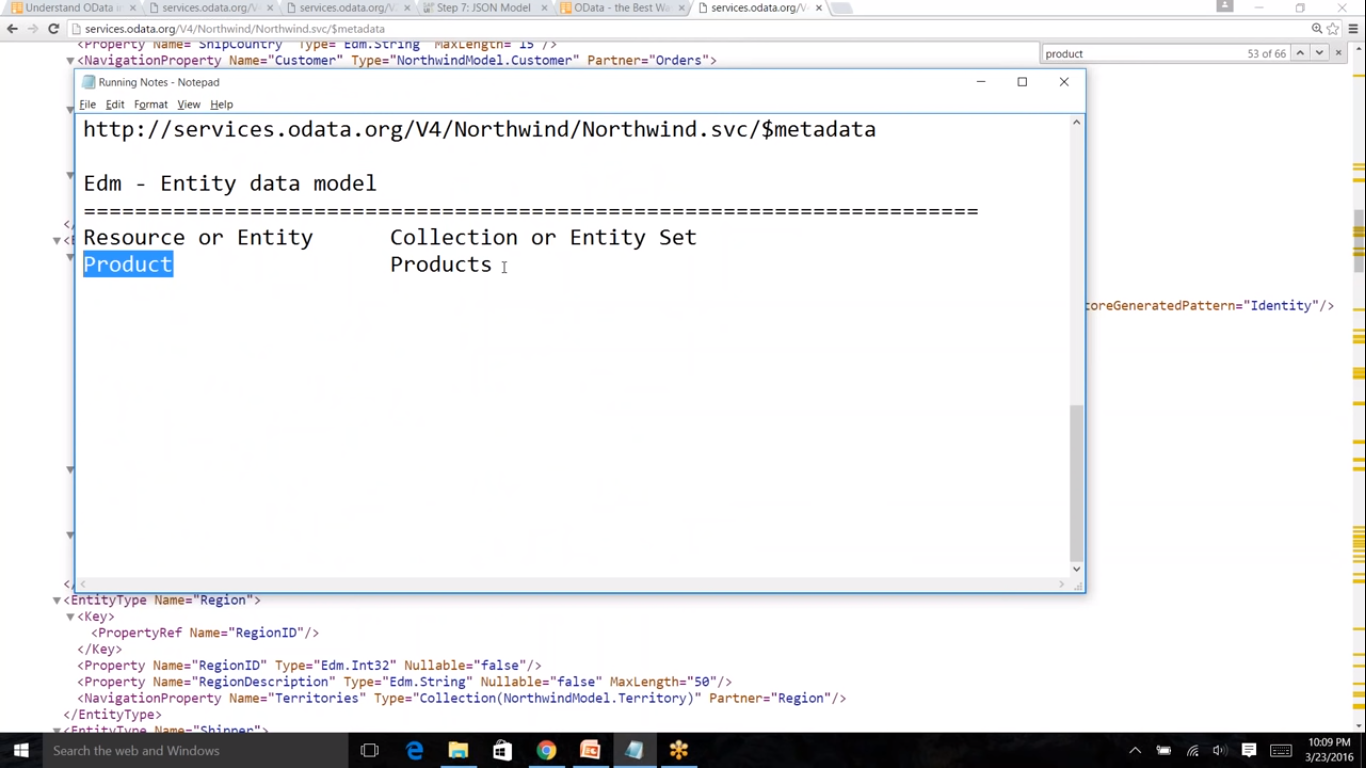 Understand OData in
services.odata.org/V
services.odata.org/V
Step 7: JSON Model
OData - the Best Wa
services.odata.org/V
services.odata.org/V4/Northwind/Northwind.svc/$metadata
<Property Name="ShipCountry" Type="Edm.String" MaxLength="15"/>
product
53 of 66
<NavigationProperty Name="Customer" Type="NorthwindModel.Customer" Partner="Orders">
Running Notes - Notepad
File Edit Format View Help
http://services.odata.org/V4/Northwind/Northwind.svc/$metadata
Edm - Entity data model
======================================================================
Resource or Entity Collection or Entity Set
Product Products
oreGeneratedPattern="Identity"/>
<EntityType Name="Region">
<Key>
<PropertyRef Name="RegionID"/>
</Key>
<Property Name="RegionID" Type="Edm.Int32" Nullable="false"/>
<Property Name="RegionDescription" Type="Edm.String" Nullable="false" MaxLength="50"/>
<NavigationProperty Name="Territories" Type="Collection(NorthwindModel.Territory)" Partner="Region"/>
</EntityType>
<EntityType Name="Shipper">
Search the web and Windows
10:09 PM
3/23/2016